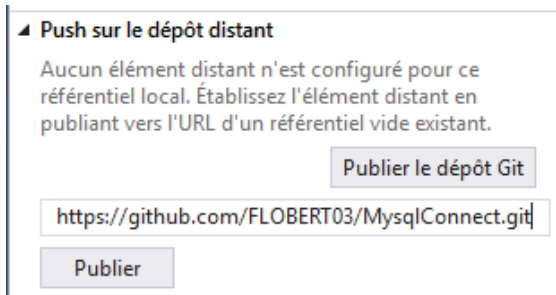 Push sur le dépôt distant
Aucun élément distant n'est configuré pour ce
référentiel local. Établissez l'élément distant en
publiant vers l'URL d'un référentiel vide existant.
Publier le dépôt Git
https://github.com/FLOBERT03/MysqlConnect.git
Publier